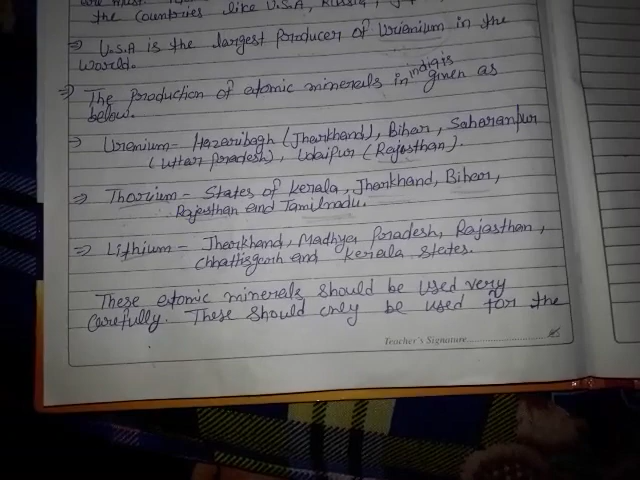 the Countries like U.S.A, Russia,
=> U.S.A is the largest Producer of Urienium in the
World.
=> The Production of atomic minerals in india is given as
below.
=> Urenium- Hazaribagh (Jharkhand), Bihar, Saharanpur
(uttar pradesh), Udaipur (Rajasthan).
=> Thorium- States of Kerala, Jharkhand, Bihar,
Rajasthan and Tamilnadu.
=> Lithium- Jharkhand, Madhya Pradesh, Rajasthan,
Chhattisgarh and Kerala States.
These atomic minerals should be used very
Carefully. These should only be used for the
Teacher's Signature